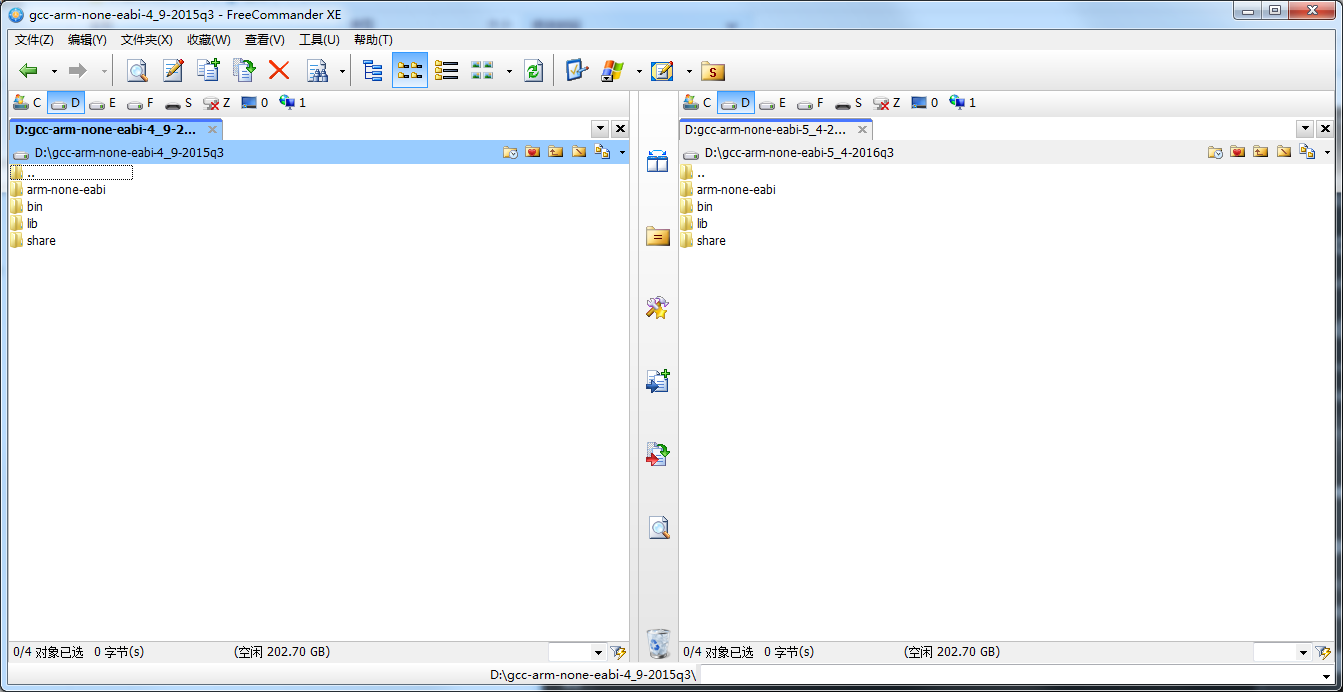 gcc-arm-none-eabi-4_9-2015q3 - FreeCommander XE
文件(Z) 编辑(Y) 文件夹(X) 收藏(W) 查看(V) 工具(U) 帮助(T)
S
C D E F S Z 0 1
D:gcc-arm-none-eabi-4_9-2...
D:\gcc-arm-none-eabi-4_9-2015q3
..
arm-none-eabi
bin
lib
share
0/4 对象已选 0 字节(s) (空闲 202.70 GB)
C D E F S Z 0 1
D:gcc-arm-none-eabi-5_4-2...
D:\gcc-arm-none-eabi-5_4-2016q3
..
arm-none-eabi
bin
lib
share
0/4 对象已选 0 字节(s) (空闲 202.70 GB)
D:\gcc-arm-none-eabi-4_9-2015q3\